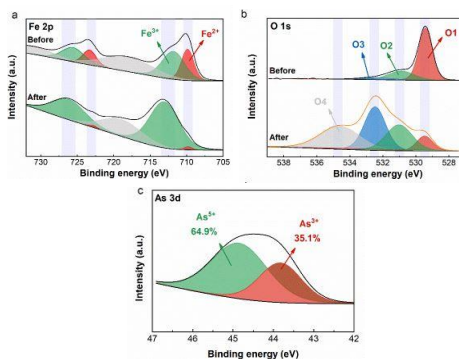 a
Fe 2p
Fe³⁺
Fe²⁺
Before
After
Intensity (a.u.)
730 725 720 715 710 705
Binding energy (eV)
b
O 1s
O3
O2
O1
Before
O4
After
Intensity (a.u.)
538 536 534 532 530 528
Binding energy (eV)
c
As 3d
As⁵⁺
64.9%
As³⁺
35.1%
Intensity (a.u.)
47 46 45 44 43 42
Binding energy (eV)